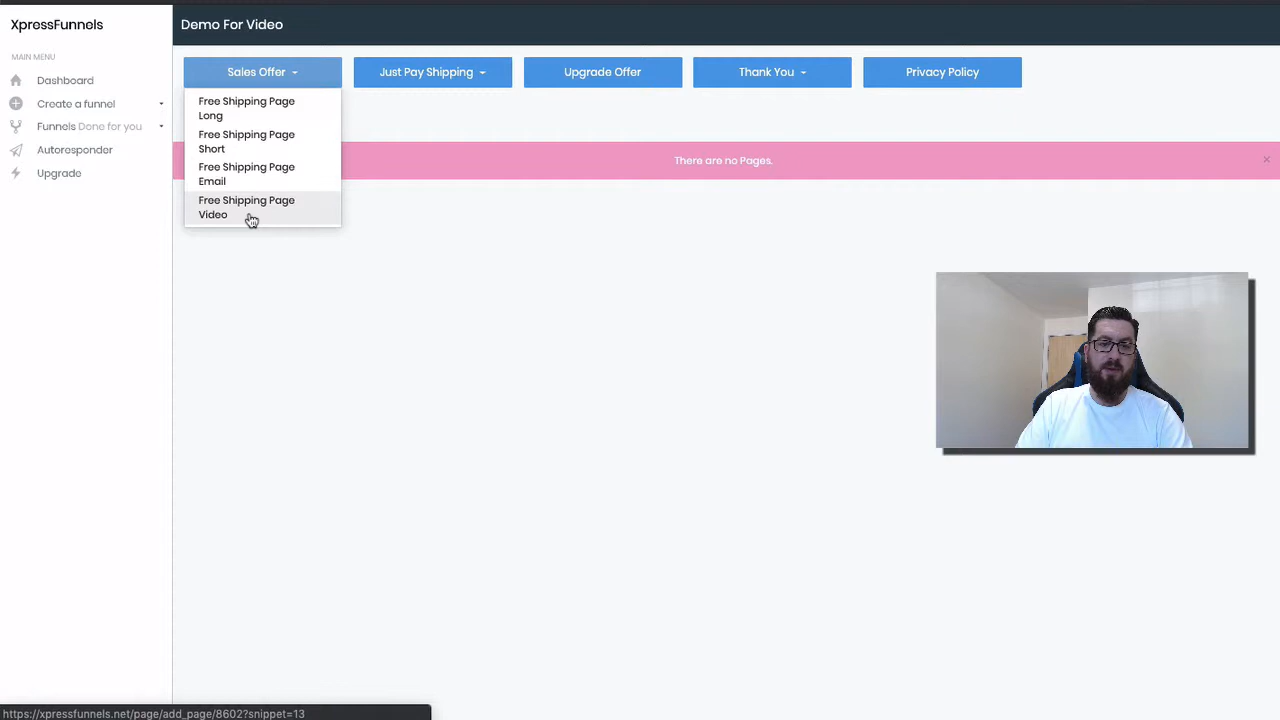 XpressFunnels
Demo For Video
MAIN MENU
Dashboard
Create a funnel
Funnels Done for you
Autoresponder
Upgrade
Sales Offer
Just Pay Shipping
Upgrade Offer
Thank You
Privacy Policy
Free Shipping Page
Long
Free Shipping Page
Short
Free Shipping Page
Email
Free Shipping Page
Video
There are no Pages.
×
https://xpressfunnels.net/page/add_page/8602?snippet=13